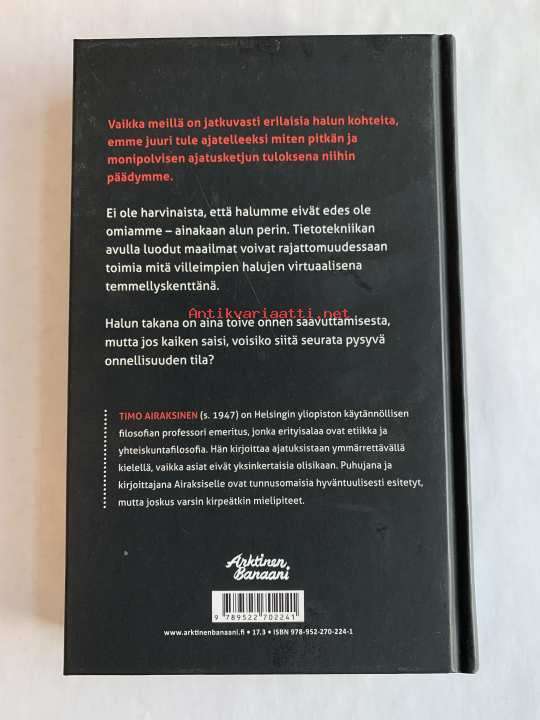 Vaikka meillä on jatkuvasti erilaisia halun kohteita,
emme juuri tule ajatelleeksi miten pitkän ja
monipolvisen ajatusketjun tuloksena niihin
päädymme.
Ei ole harvinaista, että halumme eivät edes ole
omiamme – ainakaan alun perin. Tietotekniikan
avulla luodut maailmat voivat rajattomuudessaan
toimia mitä villeimpien halujen virtuaalisena
temmellyskenttänä.
Antikvariaatti.net
Halun takana on aina toive onnen saavuttamisesta,
mutta jos kaiken saisi, voisiko siitä seurata pysyvä
onnellisuuden tila?
TIMO AIRAKSINEN (s. 1947) on Helsingin yliopiston käytännöllisen
filosofian professori emeritus, jonka erityisalaa ovat etiikka ja
yhteiskuntafilosofia. Hän kirjoittaa ajatuksistaan ymmärrettävällä
kielellä, vaikka asiat eivät yksinkertaisia olisikaan. Puhujana ja
kirjoittajana Airaksiselle ovat tunnusomaisia hyväntuulisesti esitetyt,
mutta joskus varsin kirpeätkin mielipiteet.
Arktinen
Banaani
9 789522 702241
www.arktinenbanaani.fi • 17.3 • ISBN 978-952-270-224-1